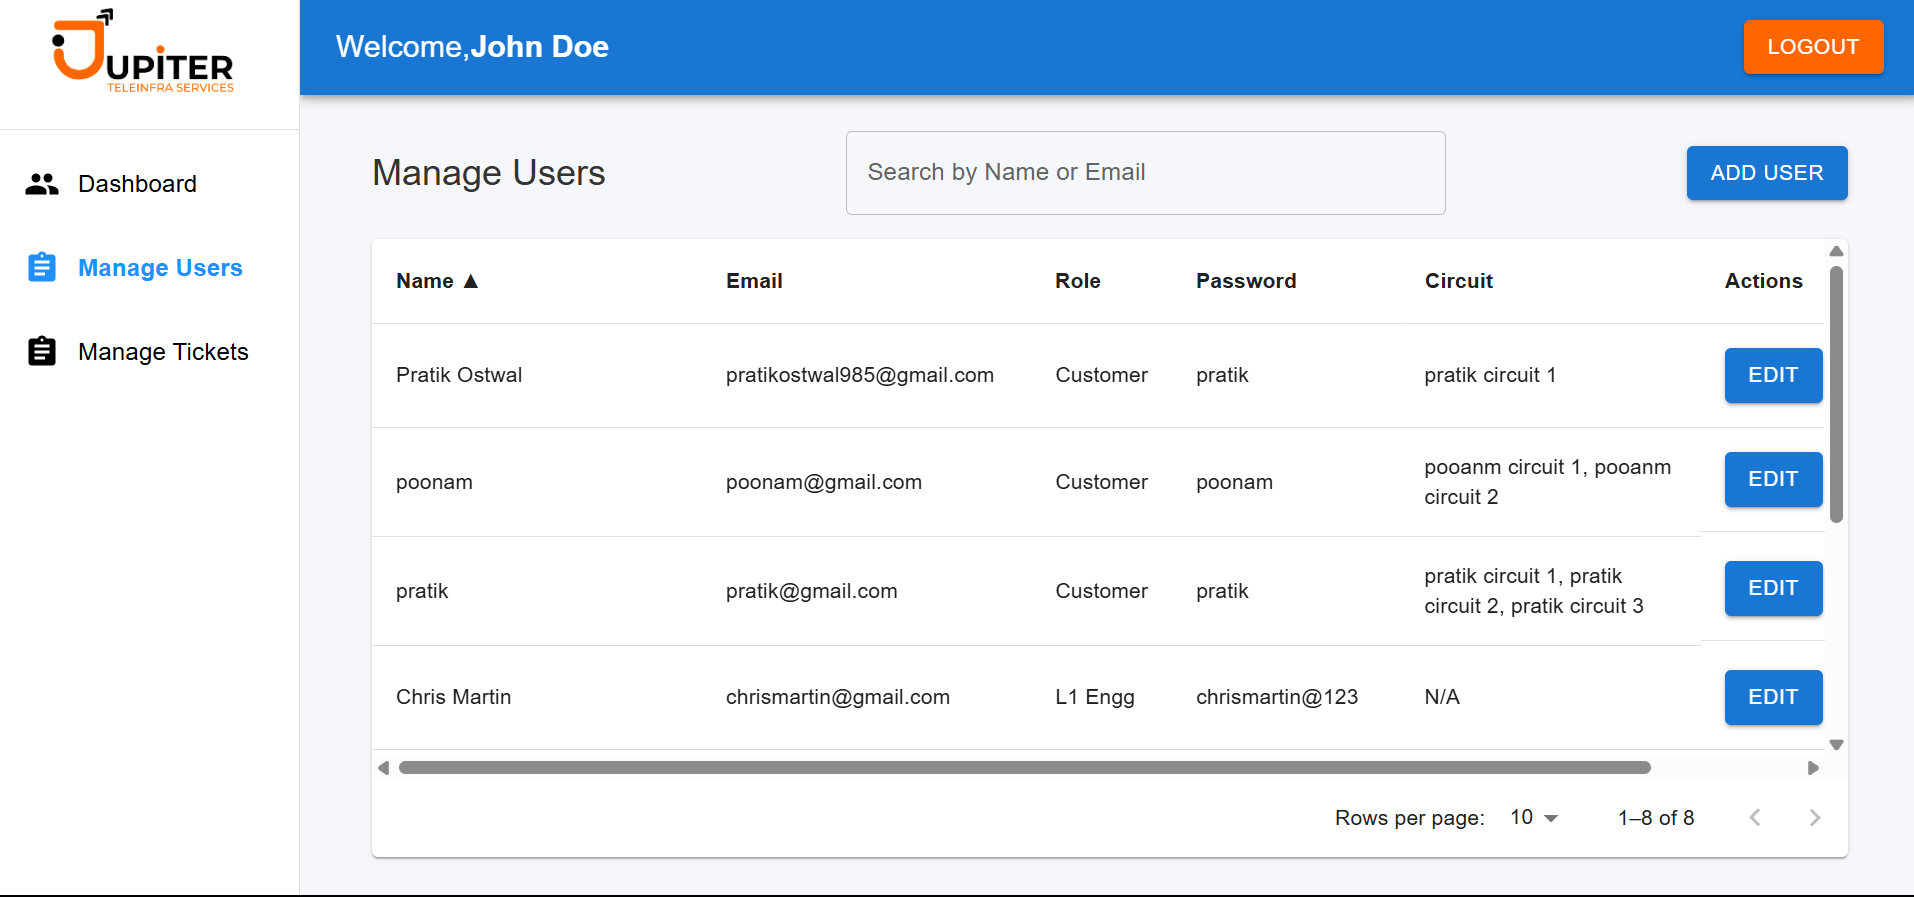 JUPITER
TELEINFRA SERVICES
Welcome,John Doe
LOGOUT
Dashboard
Manage Users
Manage Tickets
Manage Users
Search by Name or Email
ADD USER
Name ▲ Email Role Password Circuit Actions
Pratik Ostwal pratikostwal985@gmail.com Customer pratik pratik circuit 1 EDIT
poonam poonam@gmail.com Customer poonam pooanm circuit 1, pooanm
circuit 2 EDIT
pratik pratik@gmail.com Customer pratik pratik circuit 1, pratik
circuit 2, pratik circuit 3 EDIT
Chris Martin chrismartin@gmail.com L1 Engg chrismartin@123 N/A EDIT
Rows per page: 10 1–8 of 8